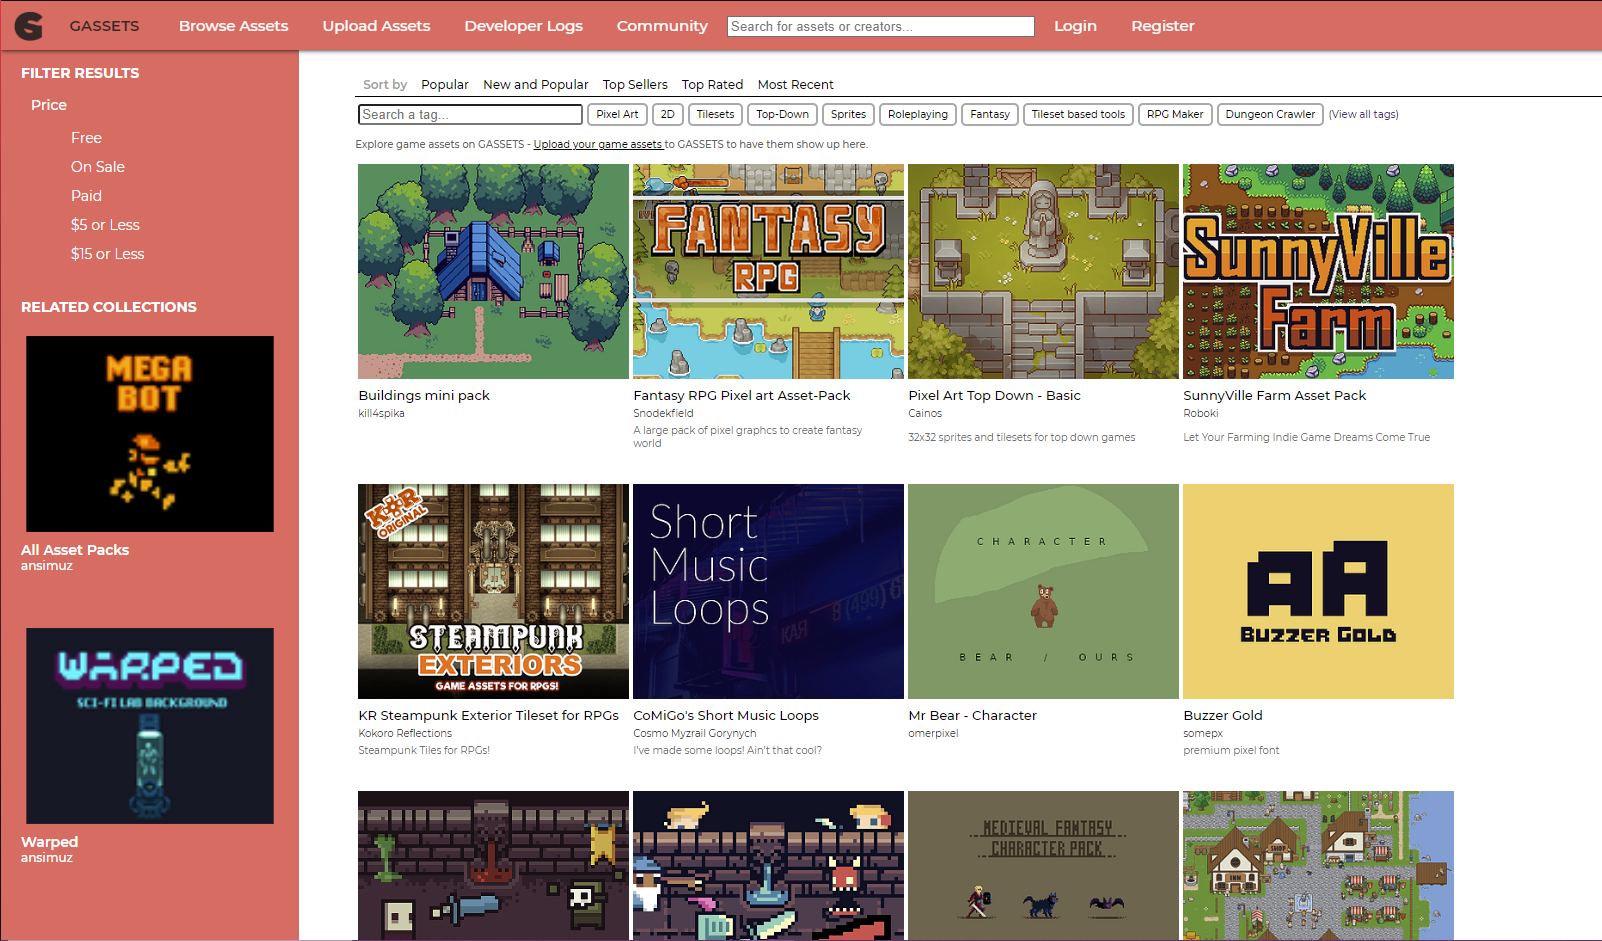 GASSETS Browse Assets Upload Assets Developer Logs Community Search for assets or creators... Login Register
FILTER RESULTS
Price
Free
On Sale
Paid
$5 or Less
$15 or Less
RELATED COLLECTIONS
MEGA
BOT
All Asset Packs
ansimuz
WARPED
SCI-FI LAB BACKGROUND
Warped
ansimuz
Sort by Popular New and Popular Top Sellers Top Rated Most Recent
Search a tag... Pixel Art 2D Tilesets Top-Down Sprites Roleplaying Fantasy Tileset based tools RPG Maker Dungeon Crawler (View all tags)
Explore game assets on GASSETS - Upload your game assets to GASSETS to have them show up here.
Buildings mini pack
kill4spika
FANTASY
RPG
Fantasy RPG Pixel art Asset-Pack
Snodekfield
A large pack of pixel graphcs to create fantasy
world
Pixel Art Top Down - Basic
Cainos
32x32 sprites and tilesets for top down games
SunnyVille
Farm
SunnyVille Farm Asset Pack
Roboki
Let Your Farming Indie Game Dreams Come True
K&R
ORIGINAL
STEAMPUNK
EXTERIORS
GAME ASSETS FOR RPGS!
KR Steampunk Exterior Tileset for RPGs
Kokoro Reflections
Steampunk Tiles for RPGs!
Short
Music
Loops
8 (499) 6
КАЯ
CoMiGo's Short Music Loops
Cosmo Myzrail Gorynych
I've made some loops! Ain't that cool?
CHARACTER
BEAR / OURS
Mr Bear - Character
omerpixel
AA
BUZZER GOLD
Buzzer Gold
somepx
premium pixel font
MEDIEVAL FANTASY
CHARACTER PACK
SHOP
INN